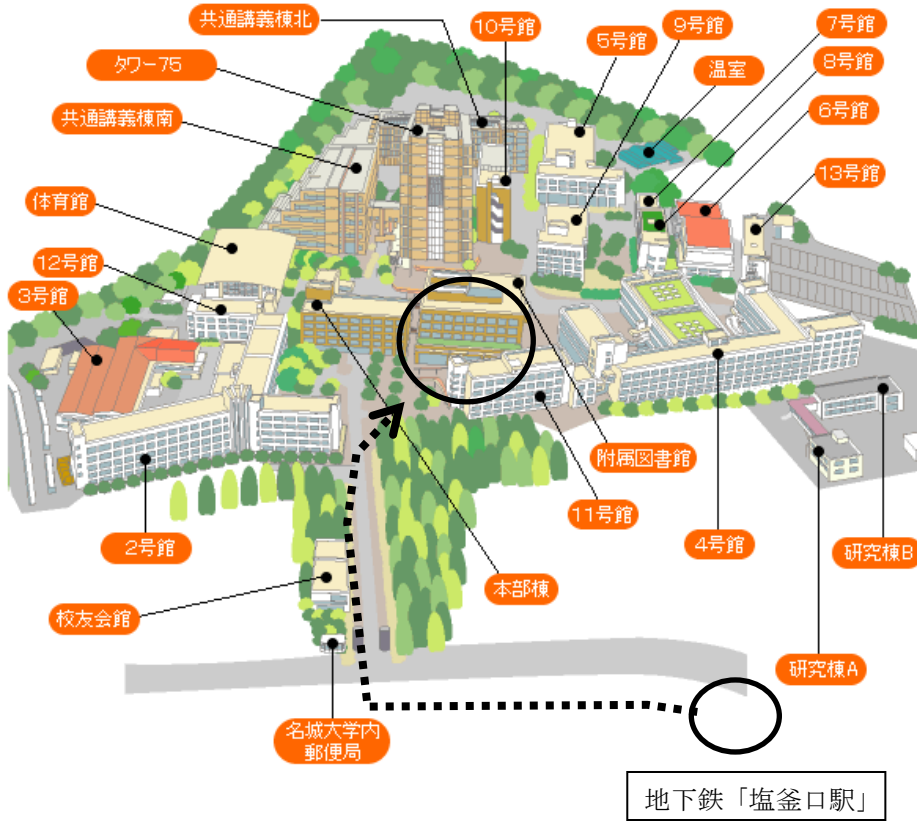 共通講義棟北
10号館
5号館
9号館
7号館
8号館
6号館
タワー75
温室
共通講義棟南
13号館
体育館
12号館
3号館
附属図書館
11号館
2号館
4号館
研究棟B
本部棟
校友会館
研究棟A
名城大学内
郵便局
地下鉄「塩釜口駅」